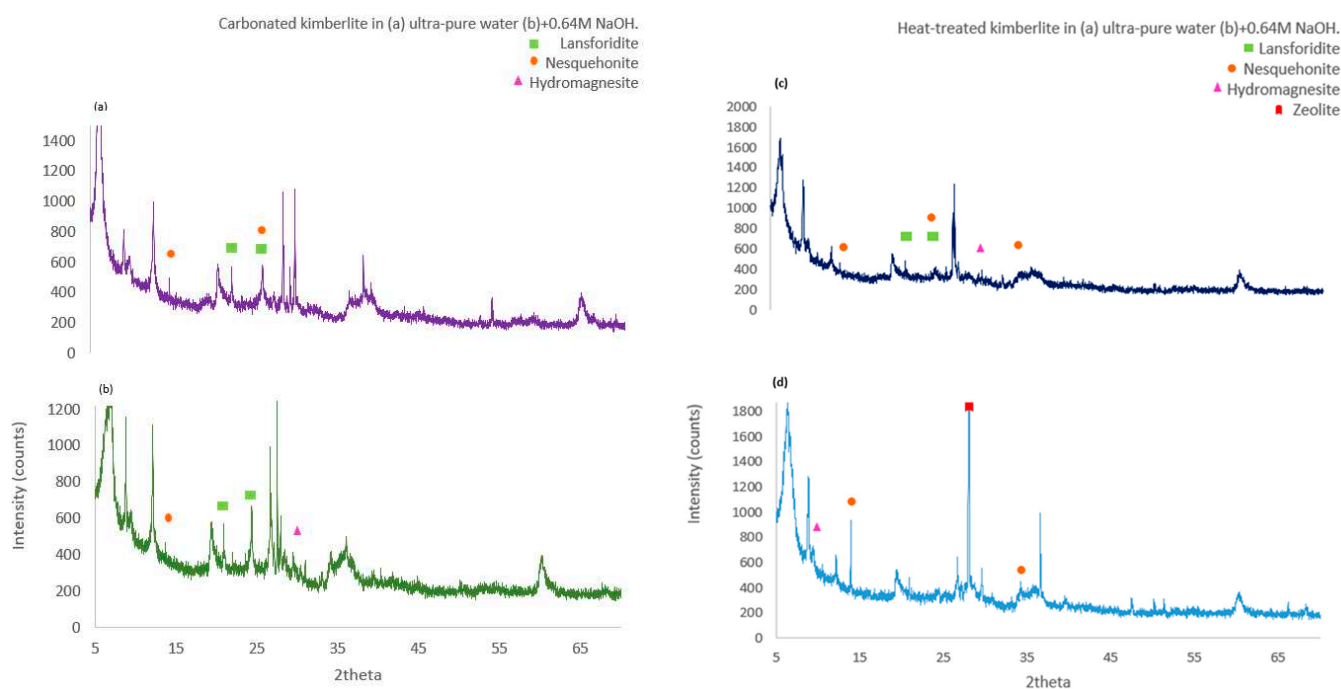 Carbonated kimberlite in (a) ultra-pure water (b)+0.64M NaOH.
Lansfordite
Nesquehonite
Hydromagnesite
(a)
1400
1200
1000
800
600
400
200
0
(b)
1200
1000
800
600
400
200
0
Intensity (counts)
5 15 25 35 45 55 65
2theta
Heat-treated kimberlite in (a) ultra-pure water (b)+0.64M NaOH.
Lansfordite
Nesquehonite
Hydromagnesite
Zeolite
(c)
2000
1800
1600
1400
1200
1000
800
600
400
200
0
(d)
1800
1600
1400
1200
1000
800
600
400
200
0
Intensity (counts)
5 15 25 35 45 55 65
2theta